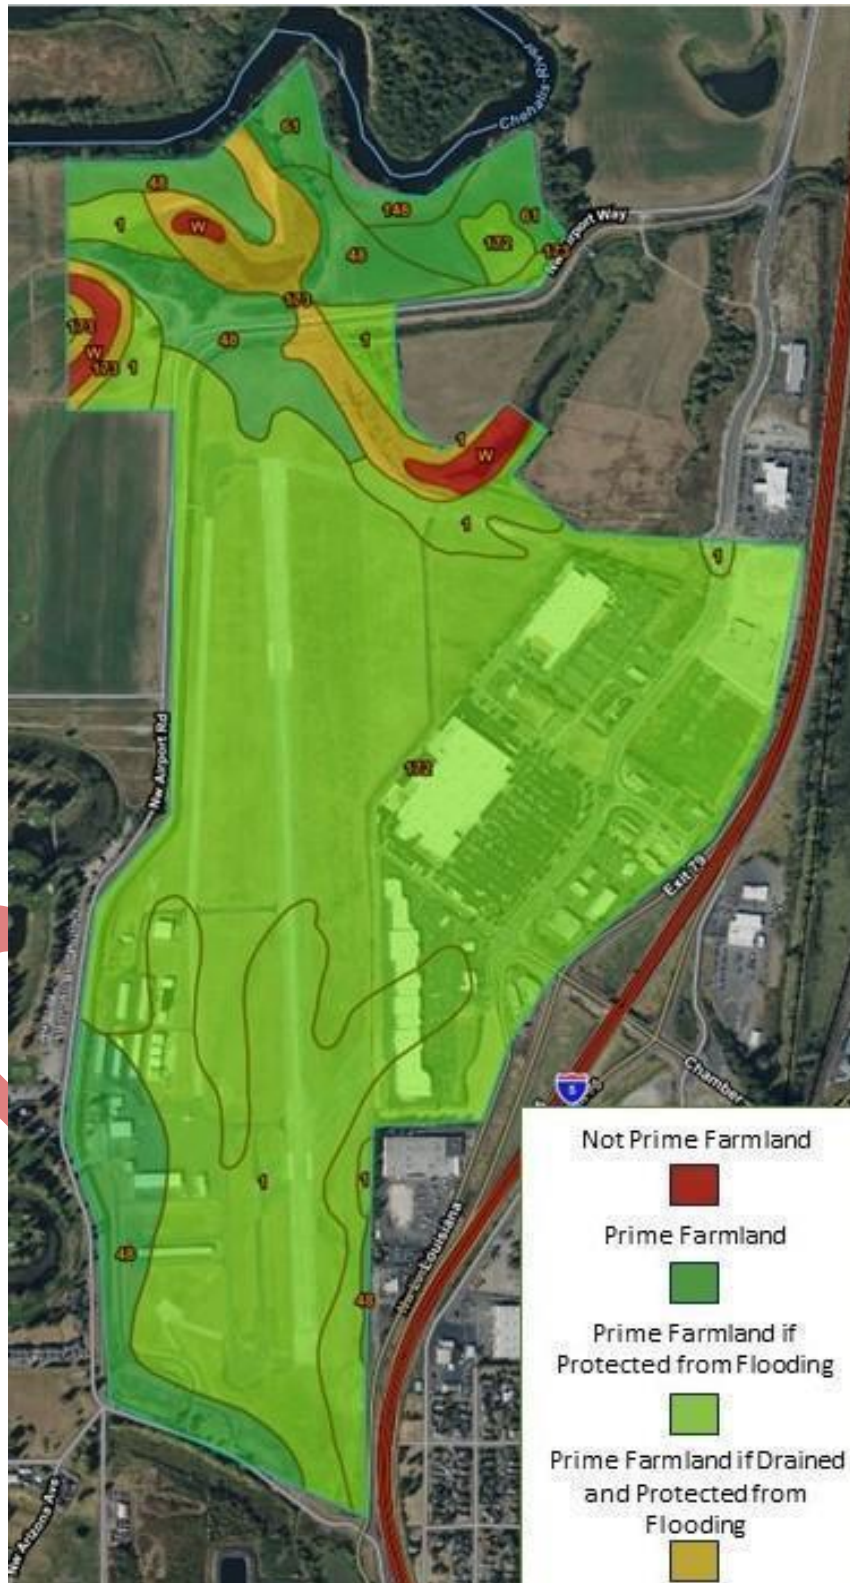 Chehalis River
61
48
148
61
1
W
172
Airport Way
48
173
173
48
1
W
173
1
1
W
1
1
Nw Airport Rd
172
Exit 79
Chamber
5
1
1
48
48
Louisiana
Nw Arizona Ave
Not Prime Farmland
Prime Farmland
Prime Farmland if
Protected from Flooding
Prime Farmland if Drained
and Protected from
Flooding